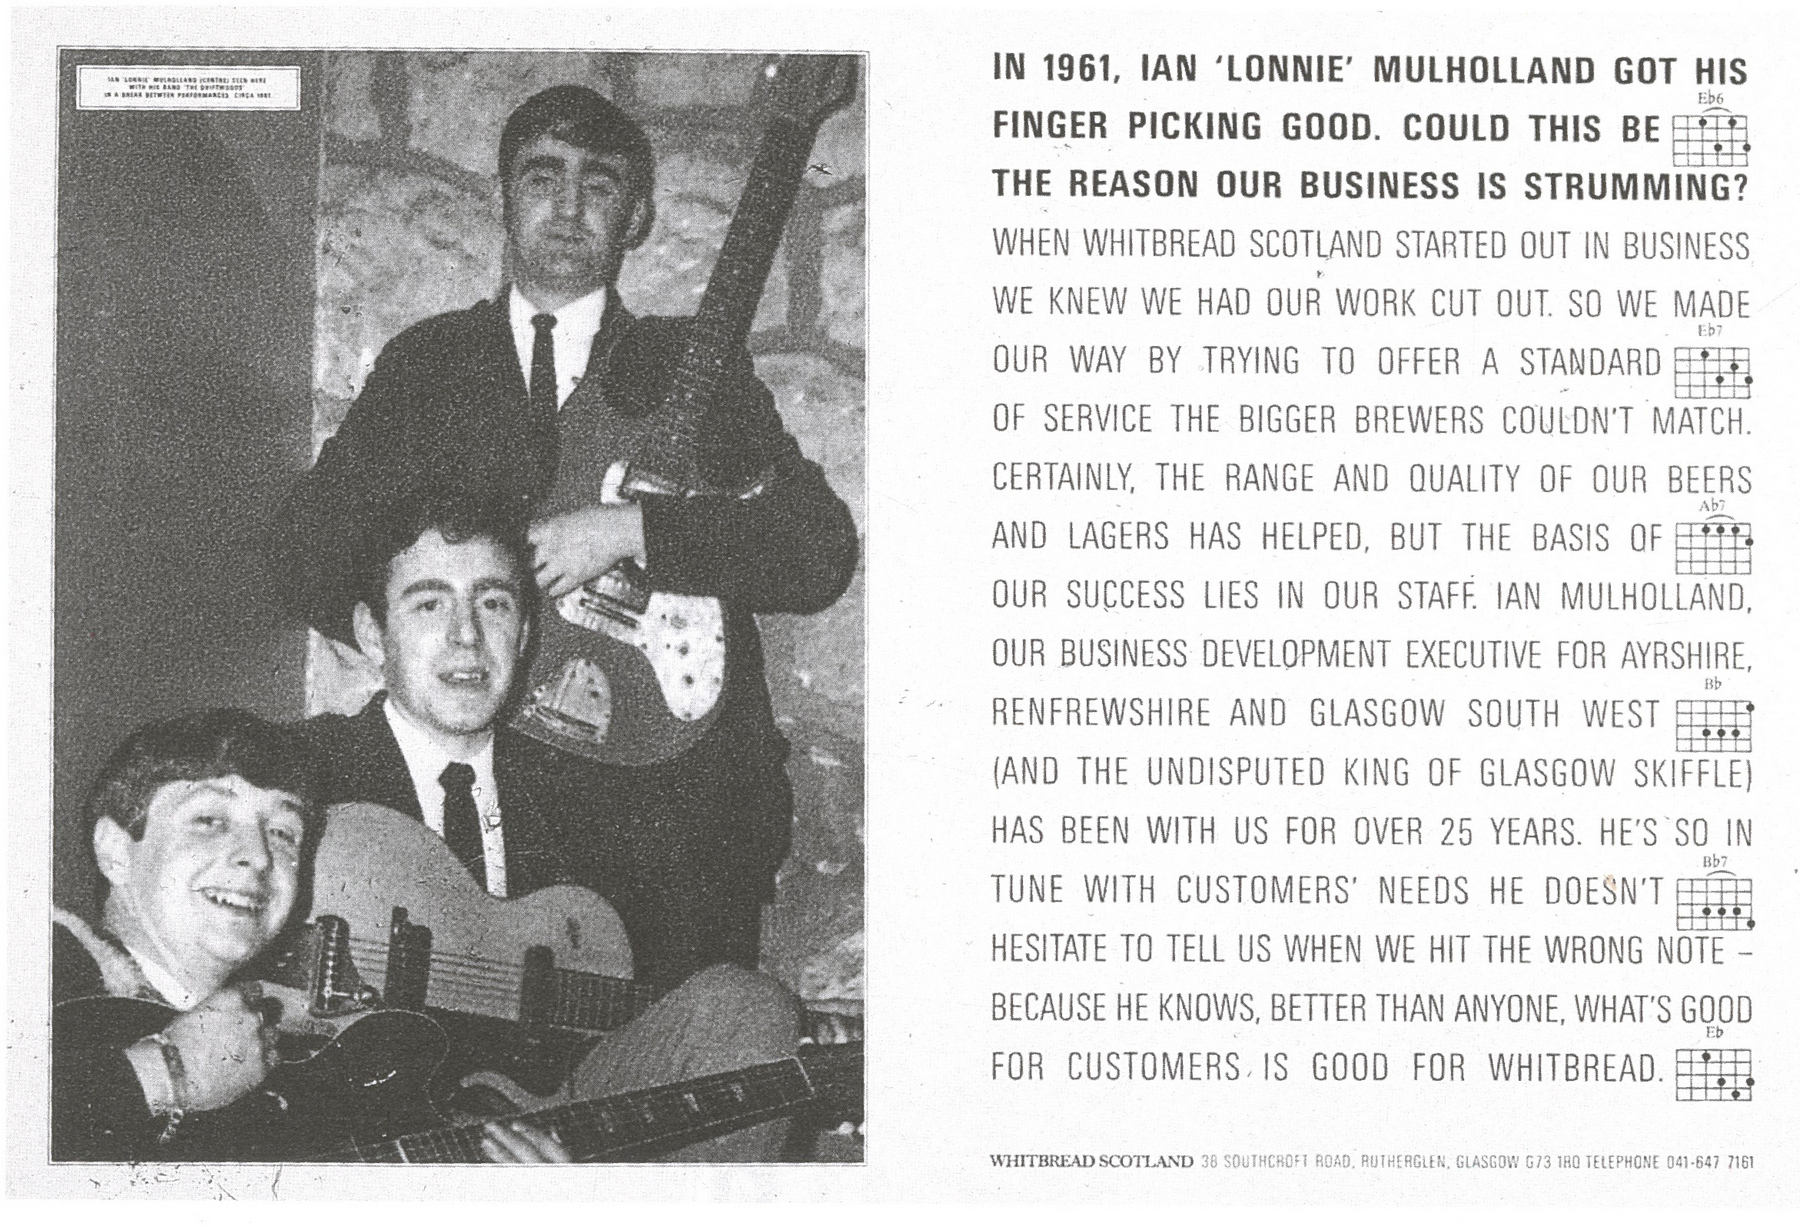 IAN 'LONNIE' MULHOLLAND (CENTRE) SEEN HERE
WITH HIS BAND 'THE DRIFTWOODS'
IN A BREAK BETWEEN PERFORMANCES, CIRCA 1961.
IN 1961, IAN 'LONNIE' MULHOLLAND GOT HIS
Eb6
FINGER PICKING GOOD. COULD THIS BE
THE REASON OUR BUSINESS IS STRUMMING?
WHEN WHITBREAD SCOTLAND STARTED OUT IN BUSINESS
WE KNEW WE HAD OUR WORK CUT OUT. SO WE MADE
Eb7
OUR WAY BY TRYING TO OFFER A STANDARD
OF SERVICE THE BIGGER BREWERS COULDN'T MATCH.
CERTAINLY, THE RANGE AND QUALITY OF OUR BEERS
Ab7
AND LAGERS HAS HELPED, BUT THE BASIS OF
OUR SUCCESS LIES IN OUR STAFF. IAN MULHOLLAND,
OUR BUSINESS DEVELOPMENT EXECUTIVE FOR AYRSHIRE,
Bb
RENFREWSHIRE AND GLASGOW SOUTH WEST
(AND THE UNDISPUTED KING OF GLASGOW SKIFFLE)
HAS BEEN WITH US FOR OVER 25 YEARS. HE'S SO IN
Bb7
TUNE WITH CUSTOMERS' NEEDS HE DOESN'T
HESITATE TO TELL US WHEN WE HIT THE WRONG NOTE –
BECAUSE HE KNOWS, BETTER THAN ANYONE, WHAT'S GOOD
Eb
FOR CUSTOMERS IS GOOD FOR WHITBREAD.
WHITBREAD SCOTLAND 38 SOUTHCROFT ROAD, RUTHERGLEN, GLASGOW G73 1HQ TELEPHONE 041-647 7161